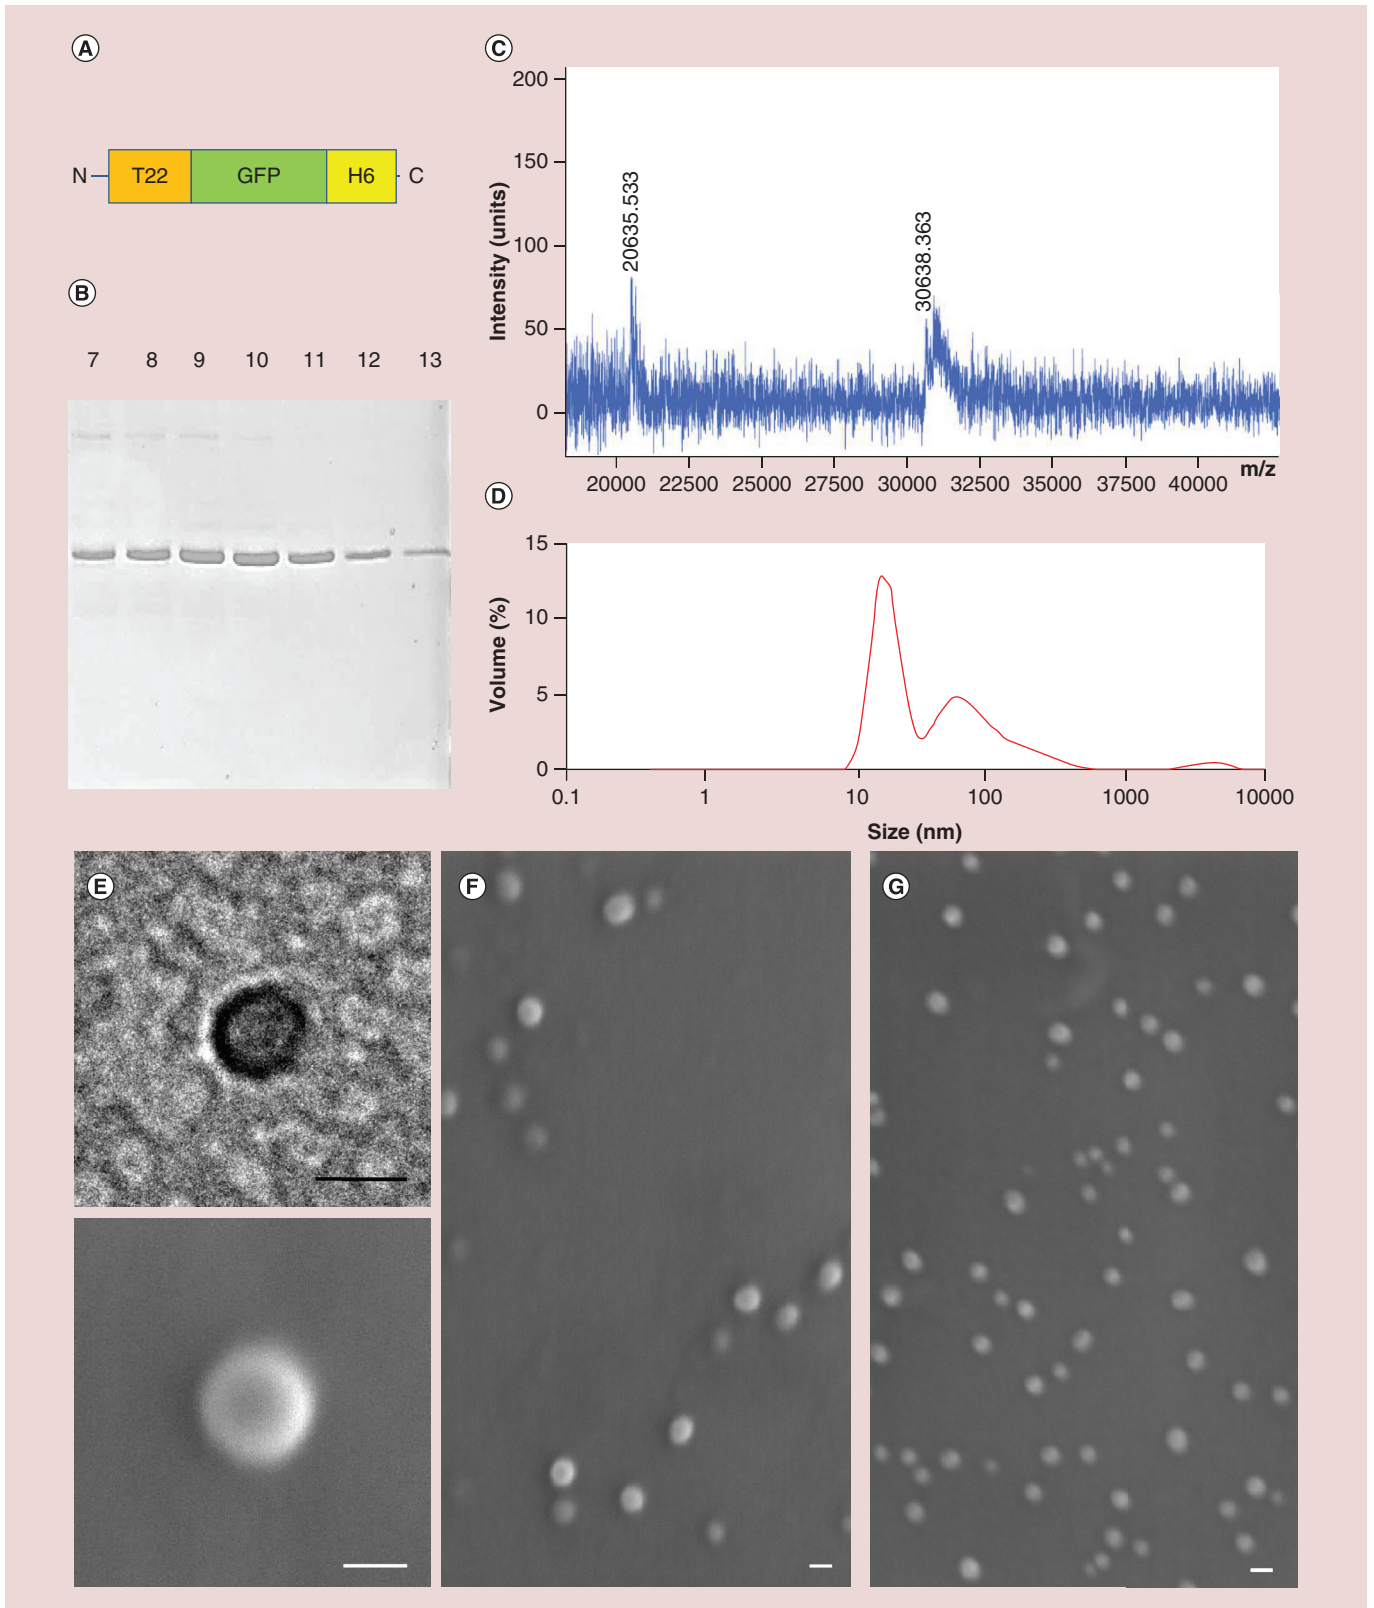 A
N T22 GFP H6 C
B
7 8 9 10 11 12 13
C
200
150
100
50
0
Intensity (units)
20635.533
30638.363
20000 22500 25000 27500 30000 32500 35000 37500 40000
m/z
D
15
10
5
0
Volume (%)
0.1 1 10 100 1000 10000
Size (nm)
E
F
G